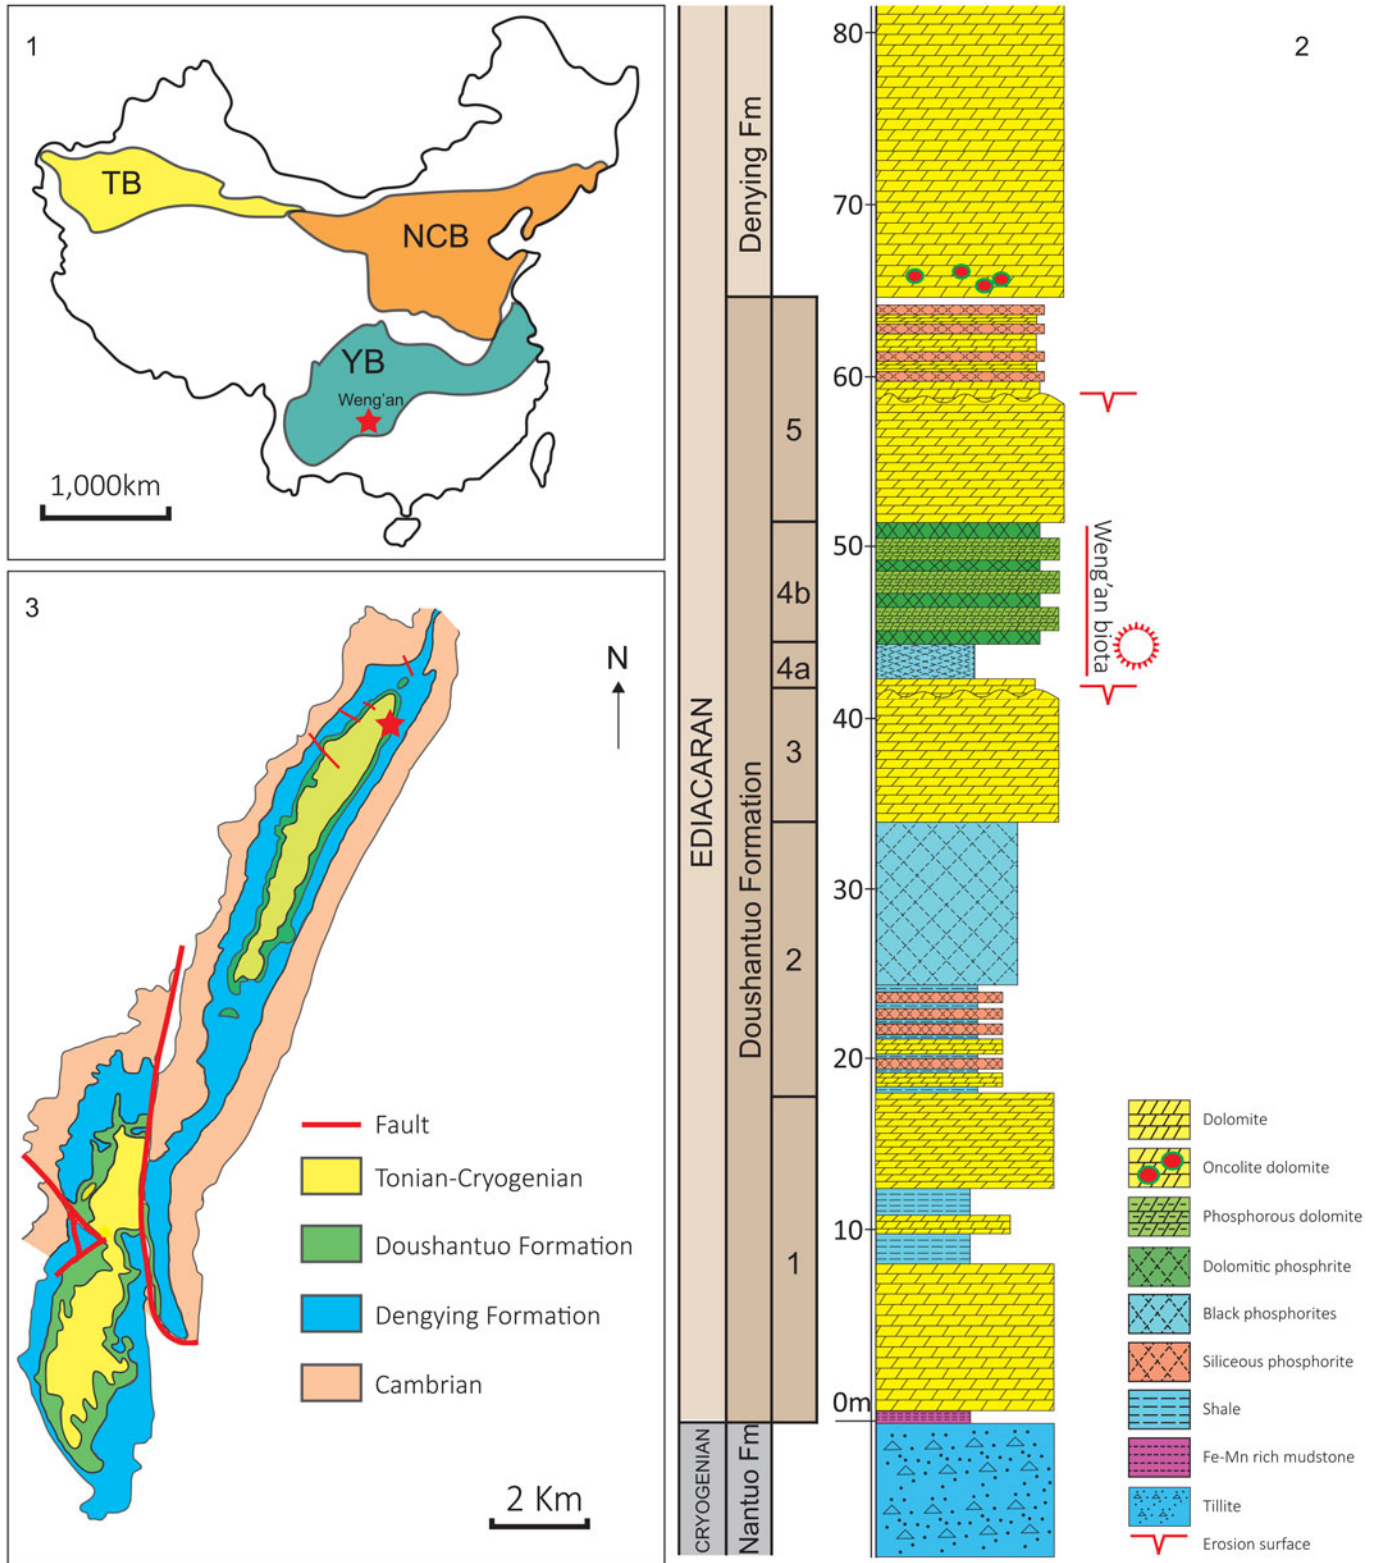 1
TB
NCB
YB
Weng'an
1,000km
2
80
70
60
50
40
30
20
10
0m
EDIACARAN
CRYOGENIAN
Denying Fm
Doushantuo Formation
Nantuo Fm
5
4b
4a
3
2
1
Weng'an biota
Dolomite
Oncolite dolomite
Phosphorous dolomite
Dolomitic phosphrite
Black phosphorites
Siliceous phosphorite
Shale
Fe-Mn rich mudstone
Tillite
Erosion surface
3
N
Fault
Tonian-Cryogenian
Doushantuo Formation
Dengying Formation
Cambrian
2 Km